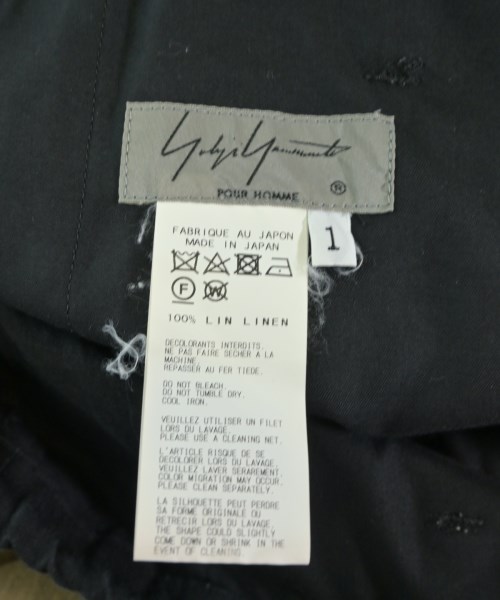 Yohji Yamamoto
POUR HOMME ®
FABRIQUE AU JAPON
MADE IN JAPAN
1
F
W
100% LIN LINEN
DECOLORANTS INTERDITS.
NE PAS FAIRE SECHER A LA
MACHINE.
REPASSER AU FER TIEDE.
DO NOT BLEACH.
DO NOT TUMBLE DRY.
COOL IRON.
VEUILLEZ UTILISER UN FILET
LORS DU LAVAGE.
PLEASE USE A CLEANING NET.
L'ARTICLE RISQUE DE SE
DECOLORER LORS DU LAVAGE.
VEUILLEZ LAVER SERAREMENT.
COLOR MIGRATION MAY OCCUR.
PLEASE CLEAN SEPARATELY.
LA SILHOUETTE PEUT PERDRE
SA FORME ORIGINALE OU
RETRECIR LORS DU LAVAGE.
THE SHAPE COULD SLIGHTLY
COME DOWN OR SHRINK IN THE
EVENT OF CLEANING